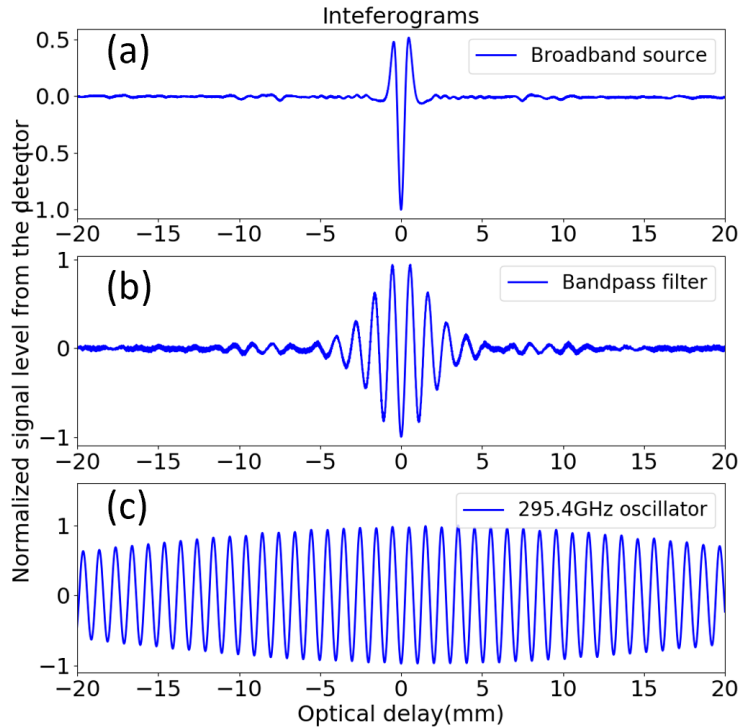 Inteferograms
Normalized signal level from the deteqtor
(a)
Broadband source
0.5
0.0
0.5
1.0
−20 −15 −10 −5 0 5 10 15 20
(b)
Bandpass filter
1
0
−1
−20 −15 −10 −5 0 5 10 15 20
(c)
295.4GHz oscillator
1
0
−1
−20 −15 −10 −5 0 5 10 15 20
Optical delay(mm)